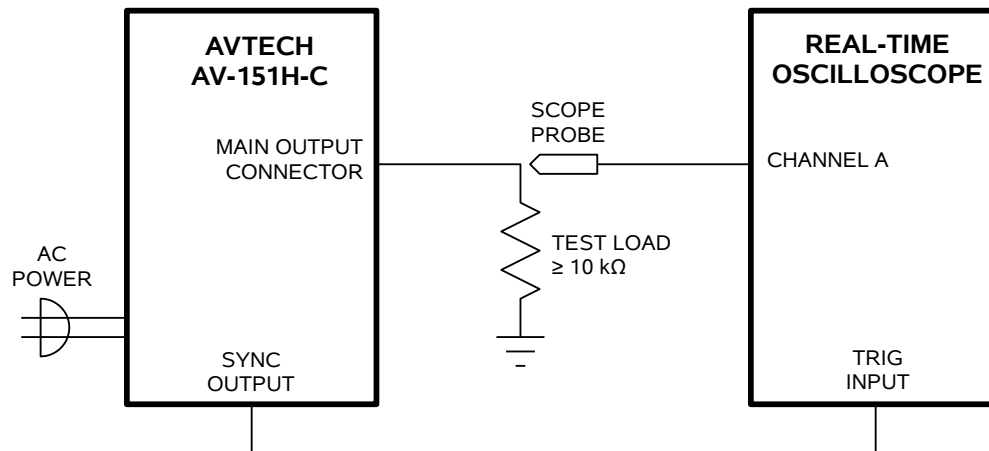 AVTECH
AV-151H-C
MAIN OUTPUT
CONNECTOR
AC
POWER
SYNC
OUTPUT
SCOPE
PROBE
TEST LOAD
≥ 10 kΩ
REAL-TIME
OSCILLOSCOPE
CHANNEL A
TRIG
INPUT